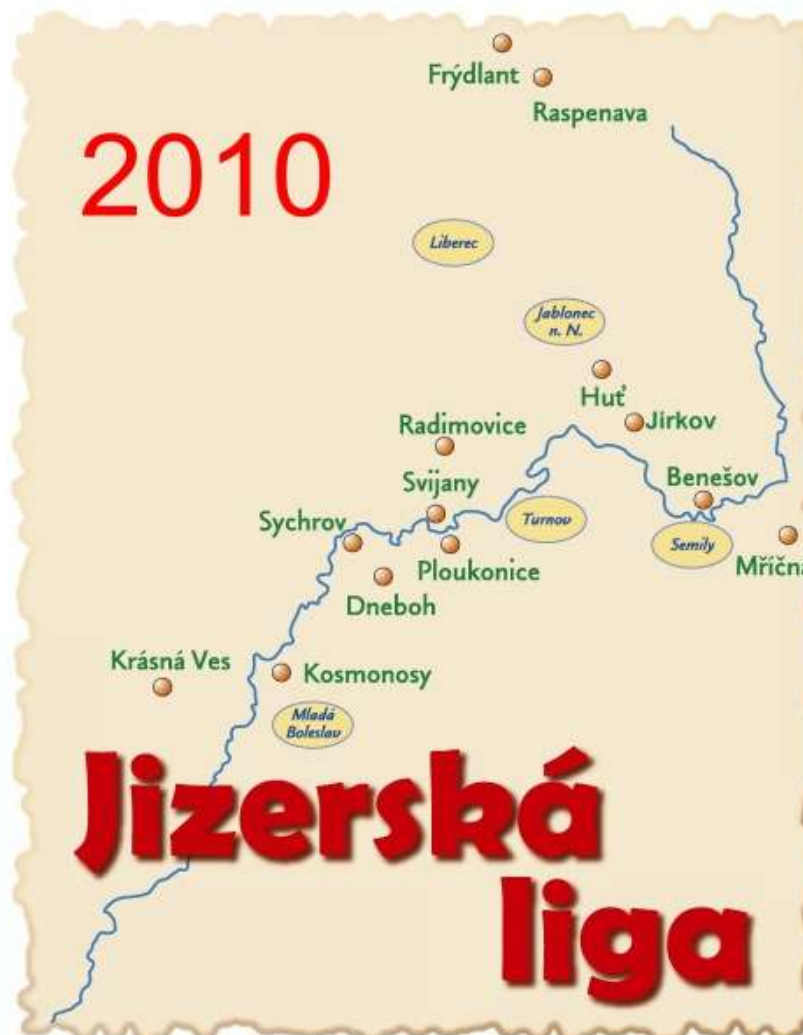 Frýdlant
Raspenava
2010
Liberec
Jablonec
n. N.
Huť
Jirkov
Radimovice
Benešov
Svijany
Sychrov
Turnov
Semily
Ploukonice
Mříčná
Dneboh
Krásná Ves
Kosmonosy
Mladá
Boleslav
Jizerská
liga